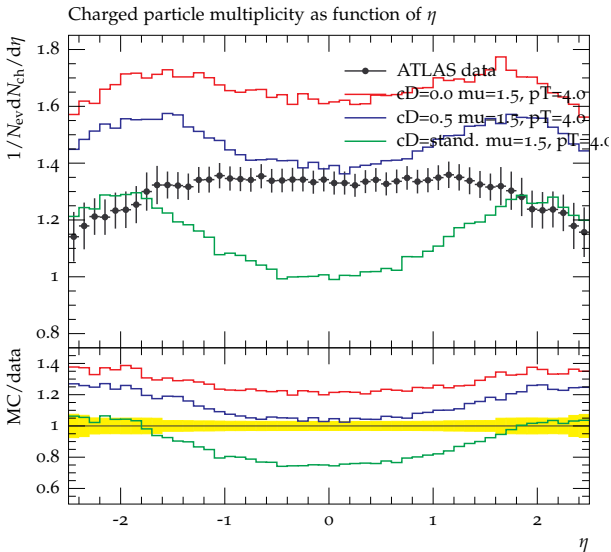 Charged particle multiplicity as function of η
1/N_ev dN_ch/dη
1.8
1.6
1.4
1.2
1
0.8
ATLAS data
cD=0.0 mu=1.5, pT=4.0
cD=0.5 mu=1.5, pT=4.0
cD=stand. mu=1.5, pT=4.0
MC/data
1.4
1.2
1
0.8
0.6
-2 -1 0 1 2
η